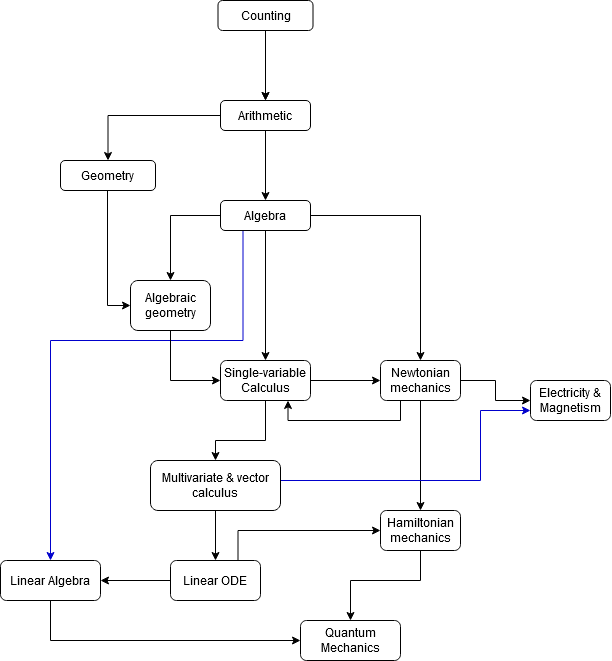 Counting
Arithmetic
Geometry
Algebra
Algebraic
geometry
Single-variable
Calculus
Newtonian
mechanics
Electricity &
Magnetism
Multivariate & vector
calculus
Hamiltonian
mechanics
Linear Algebra
Linear ODE
Quantum
Mechanics